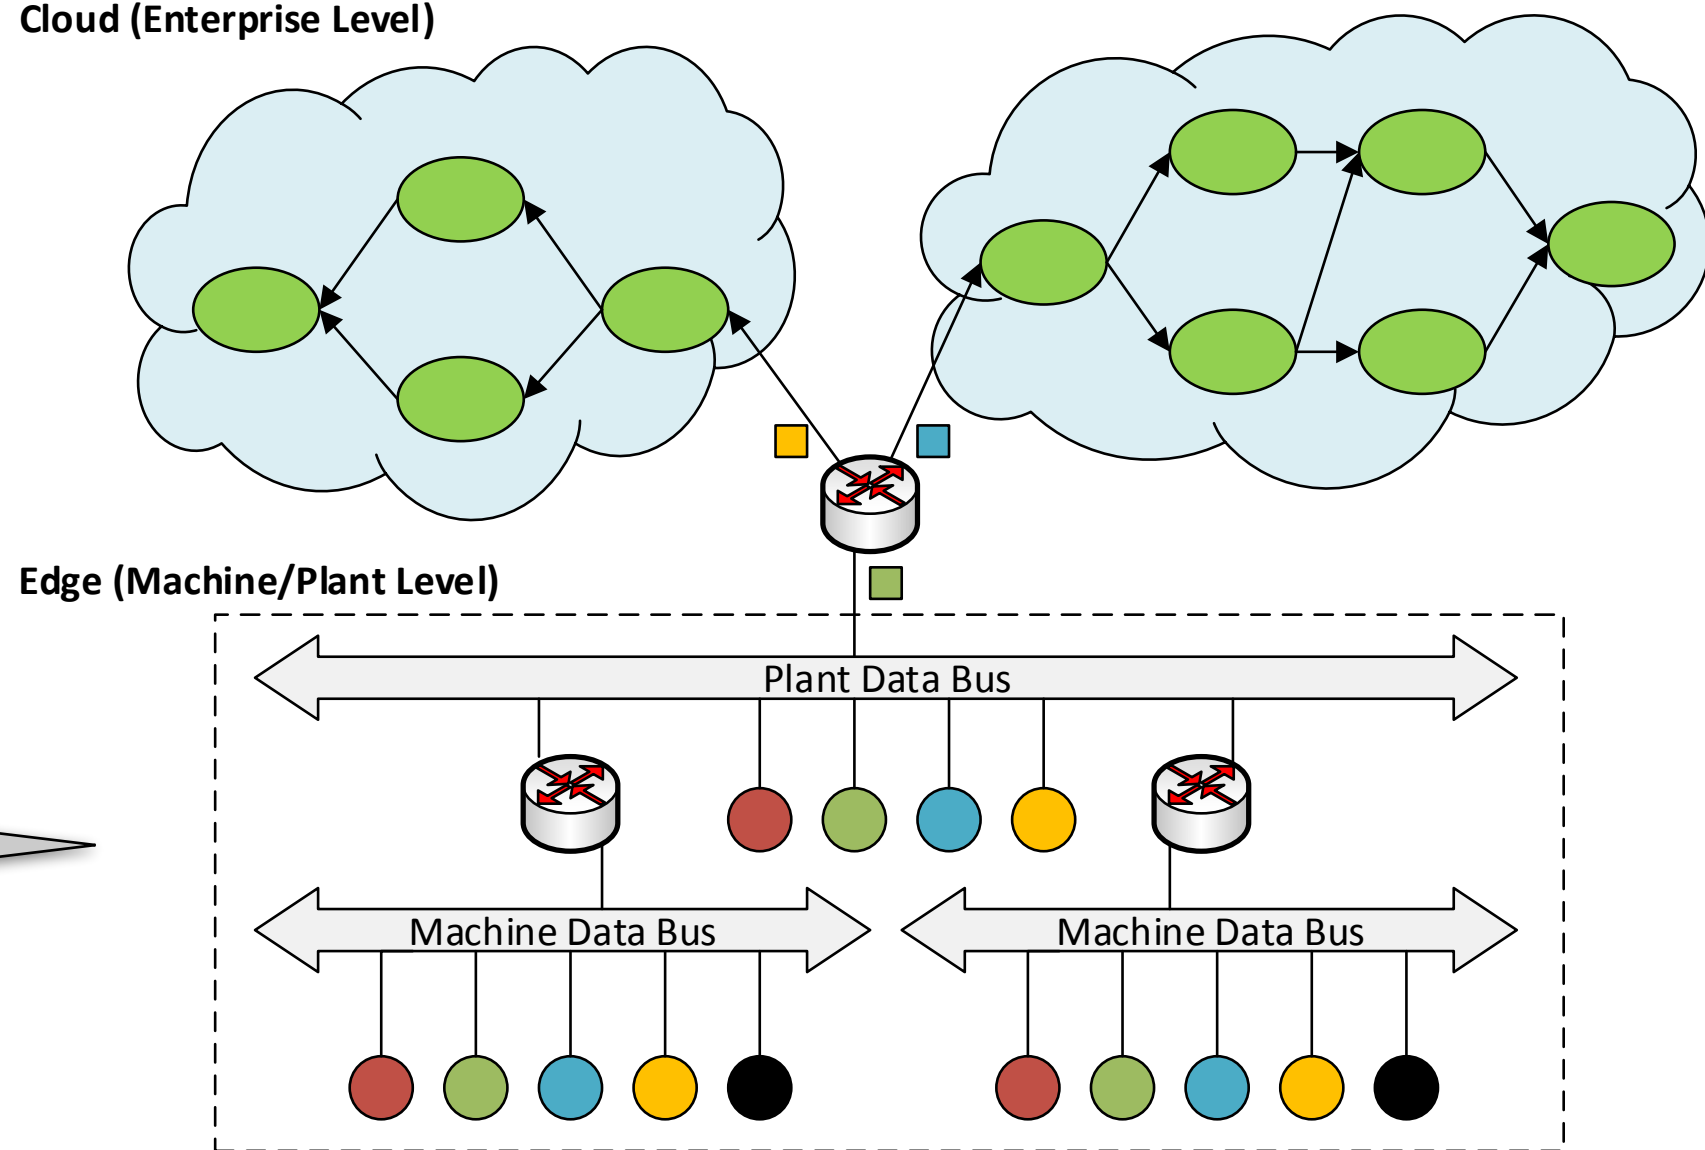 Cloud (Enterprise Level)
Edge (Machine/Plant Level)
Plant Data Bus
Machine Data Bus
Machine Data Bus